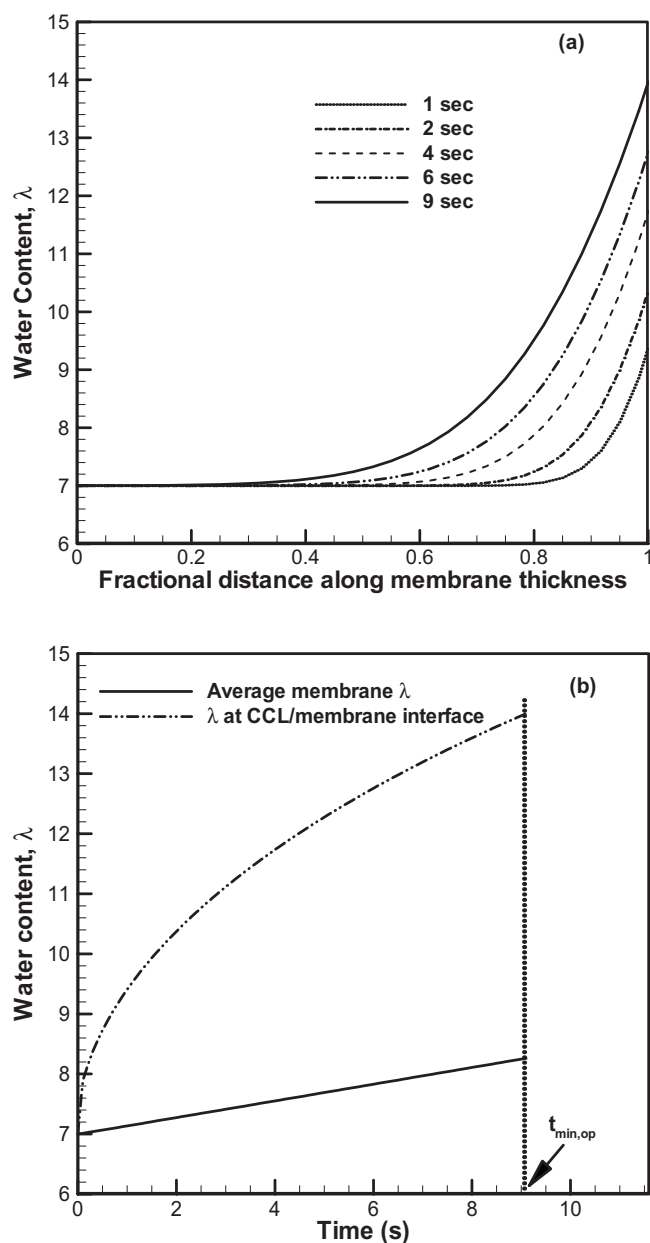 15
(a)
14
1 sec
2 sec
13
4 sec
6 sec
12
9 sec
11
10
9
8
7
6
Water Content, λ
0
0.2
0.4
0.6
0.8
1
Fractional distance along membrane thickness
15
(b)
Average membrane λ
λ at CCL/membrane interface
14
13
12
11
10
9
8
7
6
Water content, λ
t_min,op
0
2
4
6
8
10
Time (s)